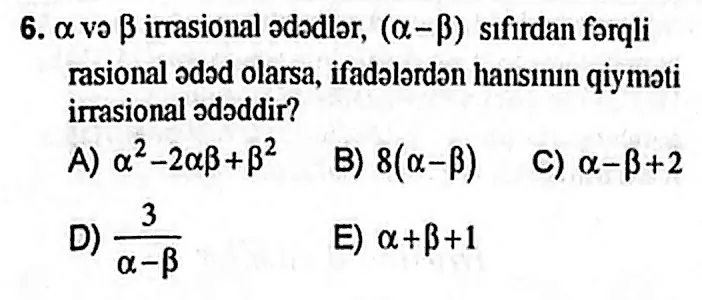 6. α və β irrasional ədədlər, (α−β) sıfırdan fərqli
rasional ədəd olarsa, ifadələrdən hansının qiyməti
irrasional ədəddir?
A) α²−2αβ+β² B) 8(α−β) C) α−β+2
D) 3/(α−β) E) α+β+1